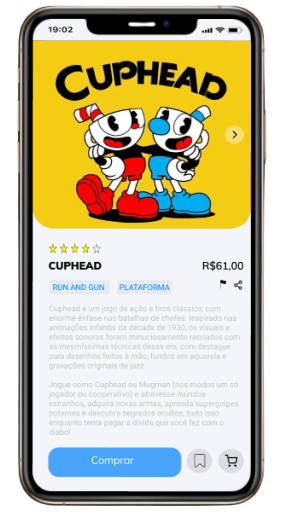 19:02
CUPHEAD
CUPHEAD
R$61,00
RUN AND GUN
PLATAFORMA
Cuphead é um jogo de ação e tiros clássico, com
enorme ênfase nas batalhas de chefes. Inspirado nas
animações infantis da década de 1930, os visuais e
efeitos sonoros foram minuciosamente recriados com
as mesmíssimas técnicas dessa era, com destaque
para desenhos feitos à mão, fundos em aquarela e
gravações originais de jazz.
Jogue como Cuphead ou Mugman (nos modos um só
jogador ou cooperativo) e atravesse mundos
estranhos, adquira novas armas, aprenda supergolpes
potentes e descubra segredos ocultos, tudo isso
enquanto tenta pagar a dívida que você fez com o
diabo!
Comprar